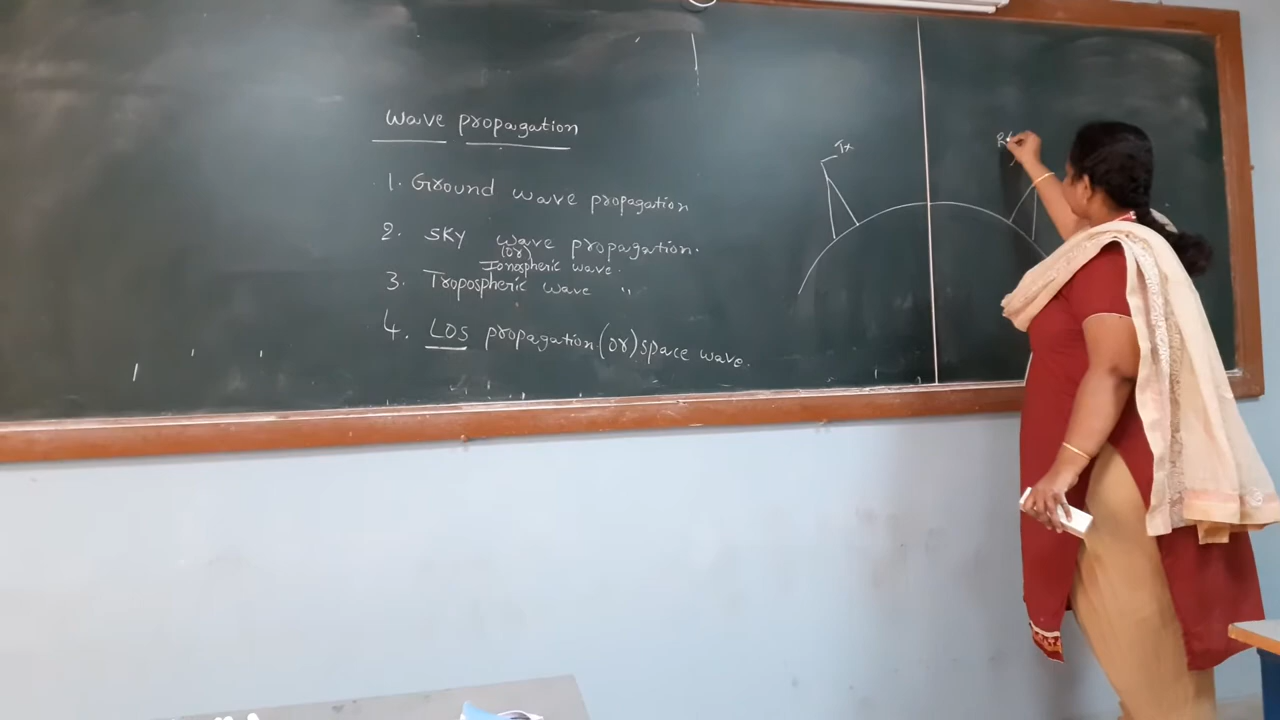 Wave propagation
1. Ground wave propagation
2. SKY wave propagation.
(or)
Ionospheric wave.
3. Tropospheric wave "
4. LOS propagation (or) space wave.
Tx
Rx